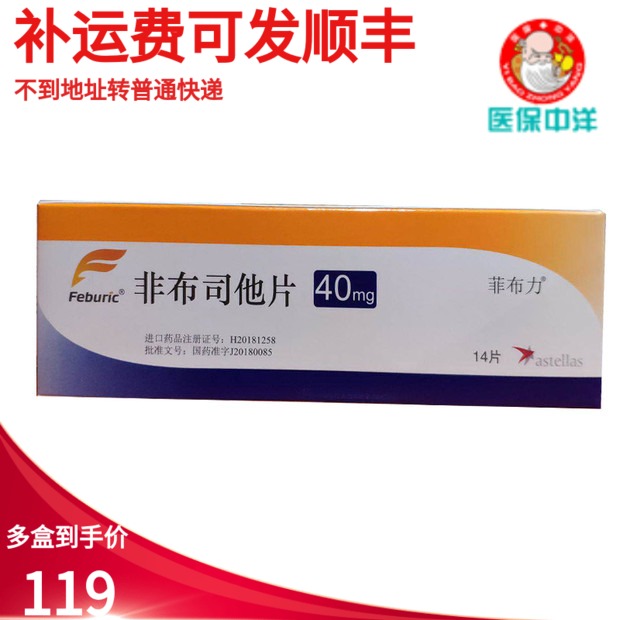 补运费可发顺丰
不到地址转普通快递
医保中洋
Feburic®
非布司他片
40mg
菲布力®
进口药品注册证号：H20181258
批准文号：国药准字J20180085
14片
astellas
多盒到手价
119